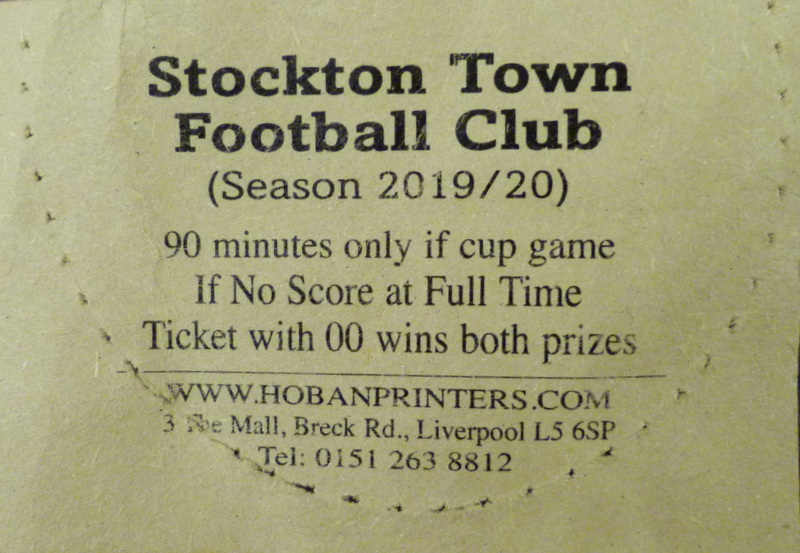 Stockton Town
Football Club
(Season 2019/20)
90 minutes only if cup game
If No Score at Full Time
Ticket with 00 wins both prizes
WWW.HOBANPRINTERS.COM
3 The Mall, Breck Rd., Liverpool L5 6SP
Tel: 0151 263 8812